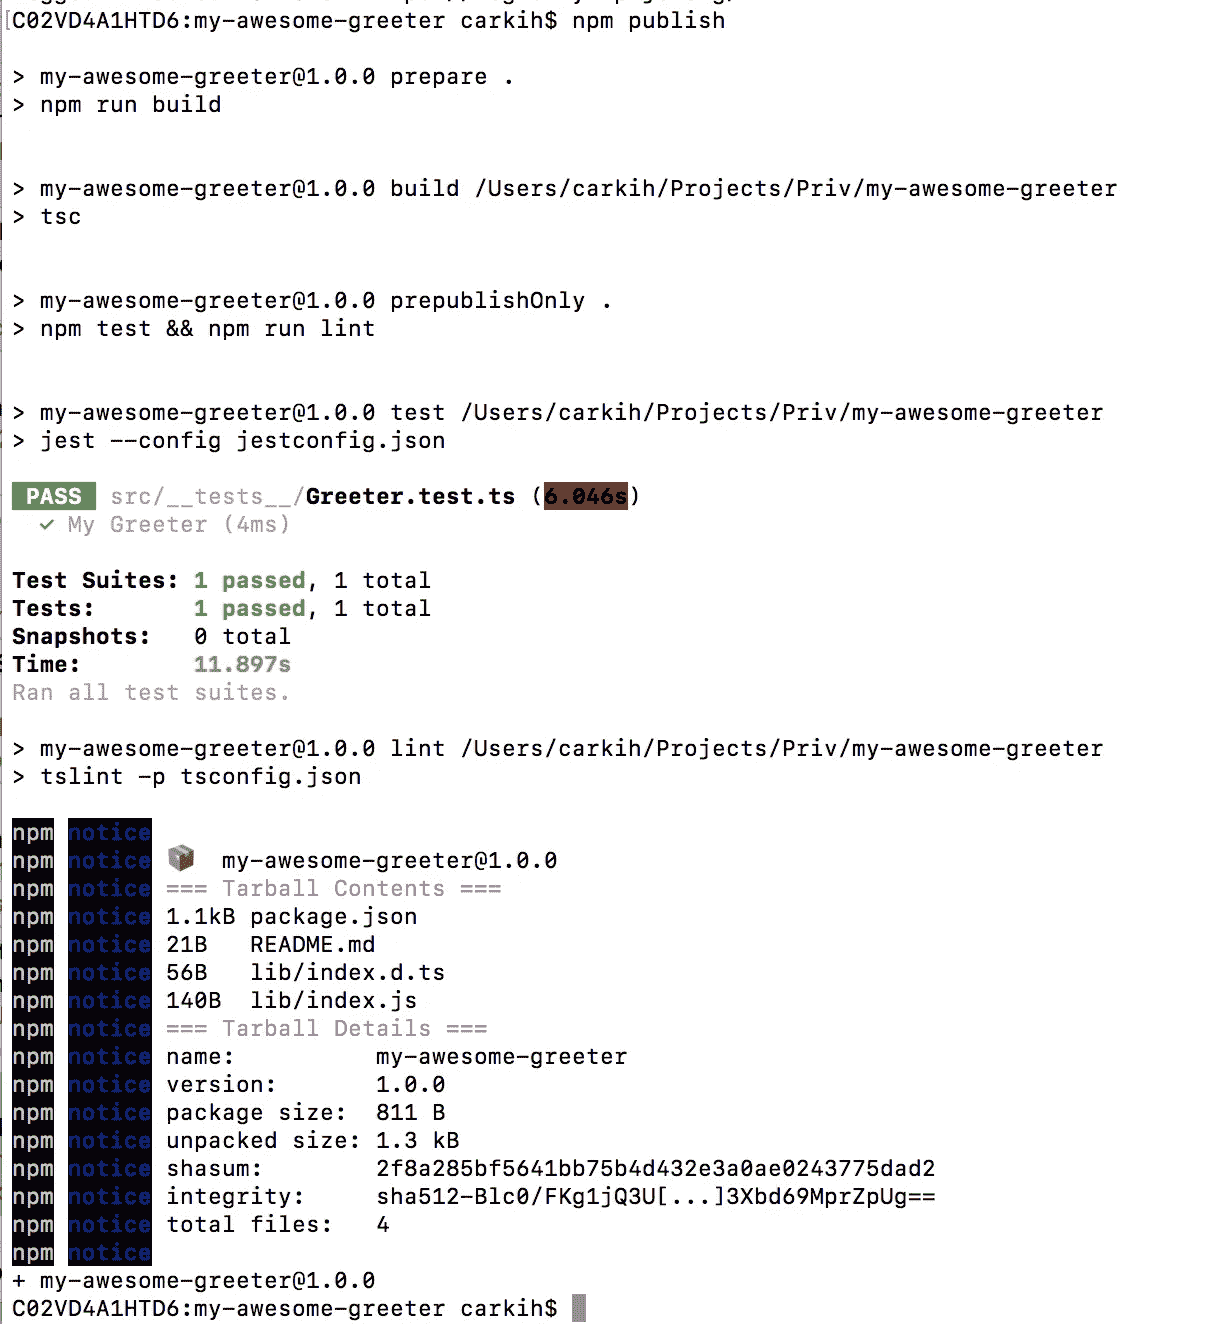 C02VD4A1HTD6:my-awesome-greeter carkih$ npm publish
> my-awesome-greeter@1.0.0 prepare .
> npm run build
> my-awesome-greeter@1.0.0 build /Users/carkih/Projects/Priv/my-awesome-greeter
> tsc
> my-awesome-greeter@1.0.0 prepublishOnly .
> npm test && npm run lint
> my-awesome-greeter@1.0.0 test /Users/carkih/Projects/Priv/my-awesome-greeter
> jest --config jestconfig.json
PASS src/__tests__/Greeter.test.ts (6.046s)
✓ My Greeter (4ms)
Test Suites: 1 passed, 1 total
Tests: 1 passed, 1 total
Snapshots: 0 total
Time: 11.897s
Ran all test suites.
> my-awesome-greeter@1.0.0 lint /Users/carkih/Projects/Priv/my-awesome-greeter
> tslint -p tsconfig.json
npm notice
npm notice 📦 my-awesome-greeter@1.0.0
npm notice === Tarball Contents ===
npm notice 1.1kB package.json
npm notice 21B README.md
npm notice 56B lib/index.d.ts
npm notice 140B lib/index.js
npm notice === Tarball Details ===
npm notice name: my-awesome-greeter
npm notice version: 1.0.0
npm notice package size: 811 B
npm notice unpacked size: 1.3 kB
npm notice shasum: 2f8a285bf5641bb75b4d432e3a0ae0243775dad2
npm notice integrity: sha512-Blc0/FKg1jQ3U[...]3Xbd69MprZpUg==
npm notice total files: 4
npm notice
+ my-awesome-greeter@1.0.0
C02VD4A1HTD6:my-awesome-greeter carkih$